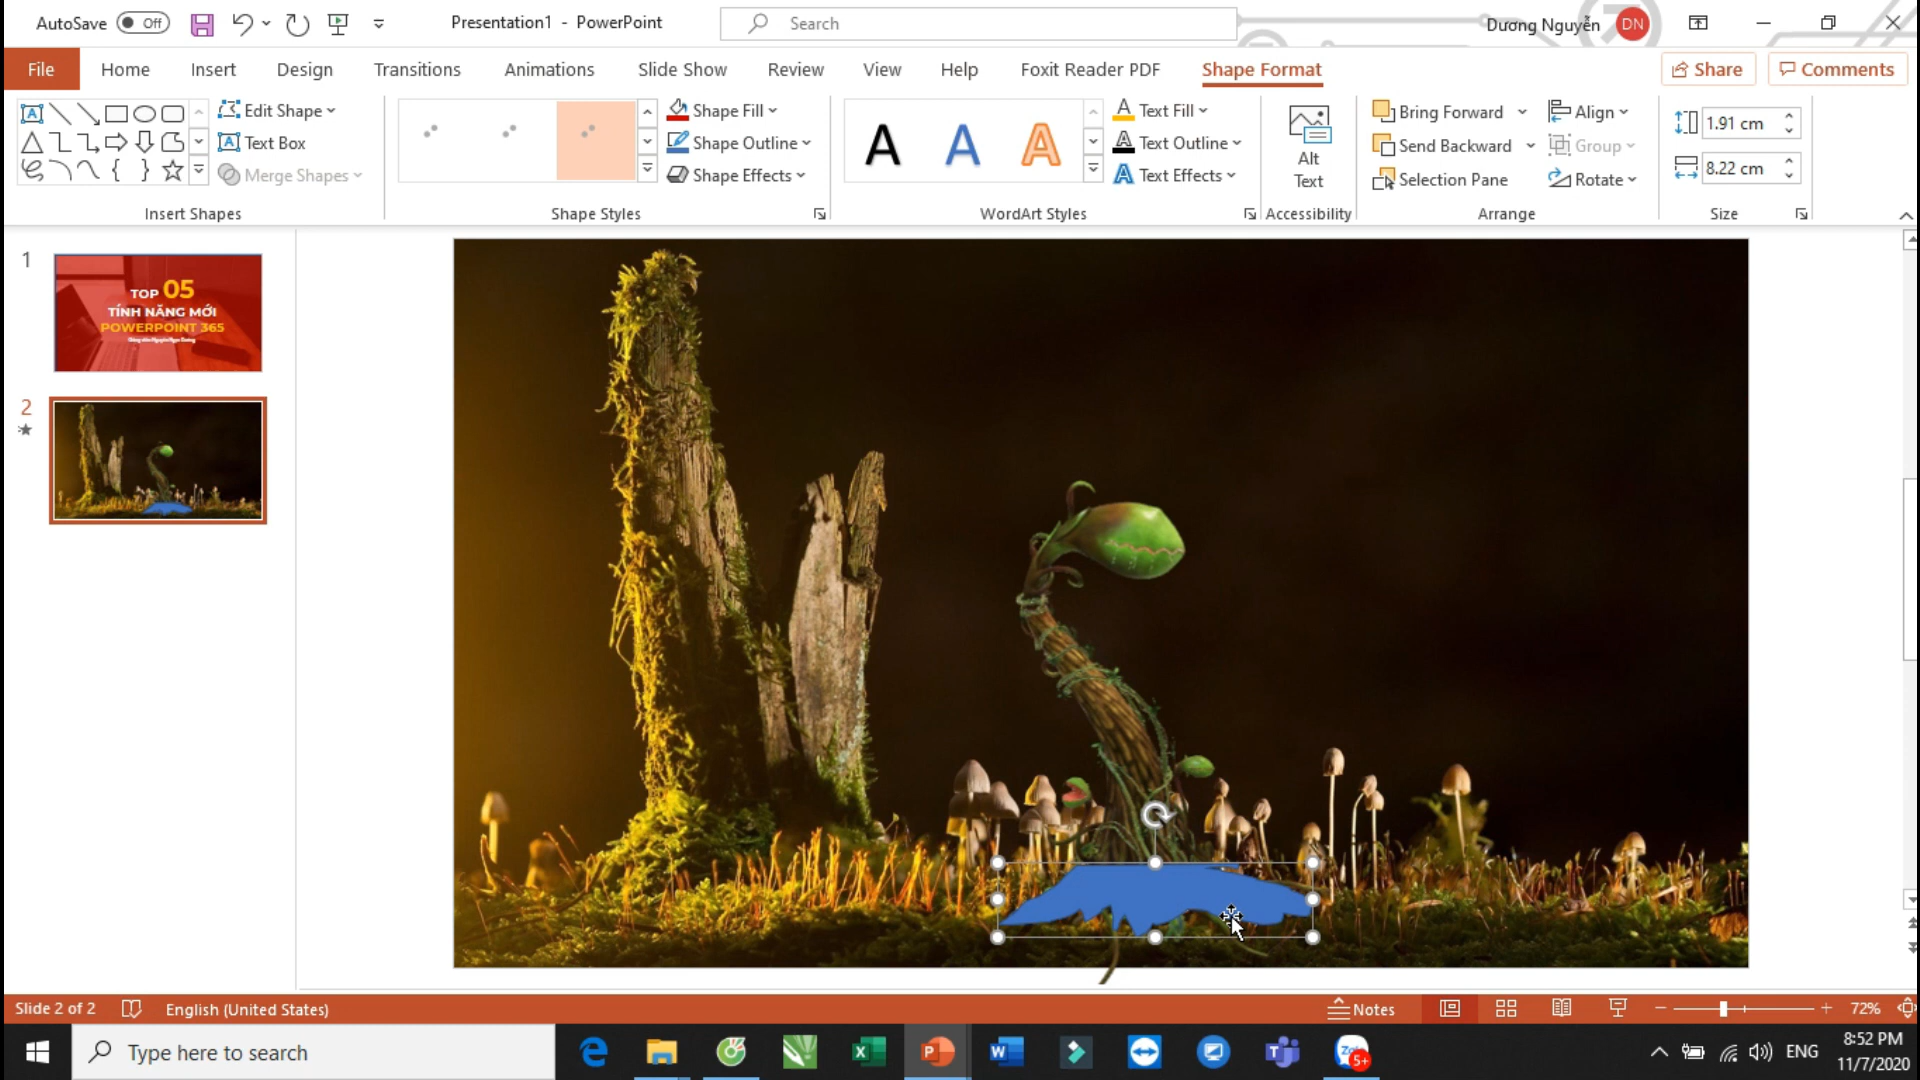 AutoSave Off Presentation1 - PowerPoint Search Dương Nguyễn DN
File Home Insert Design Transitions Animations Slide Show Review View Help Foxit Reader PDF Shape Format Share Comments
Edit Shape
Text Box
Merge Shapes
Insert Shapes
Shape Fill
Shape Outline
Shape Effects
Shape Styles
A A A
Text Fill
Text Outline
Text Effects
WordArt Styles
Alt
Text
Accessibility
Bring Forward
Send Backward
Selection Pane
Align
Group
Rotate
Arrange
1.91 cm
8.22 cm
Size
1
TOP 05
TÍNH NĂNG MỚI
POWERPOINT 365
2
Slide 2 of 2 English (United States) Notes 72%
Type here to search
5+
ENG
8:52 PM
11/7/2020